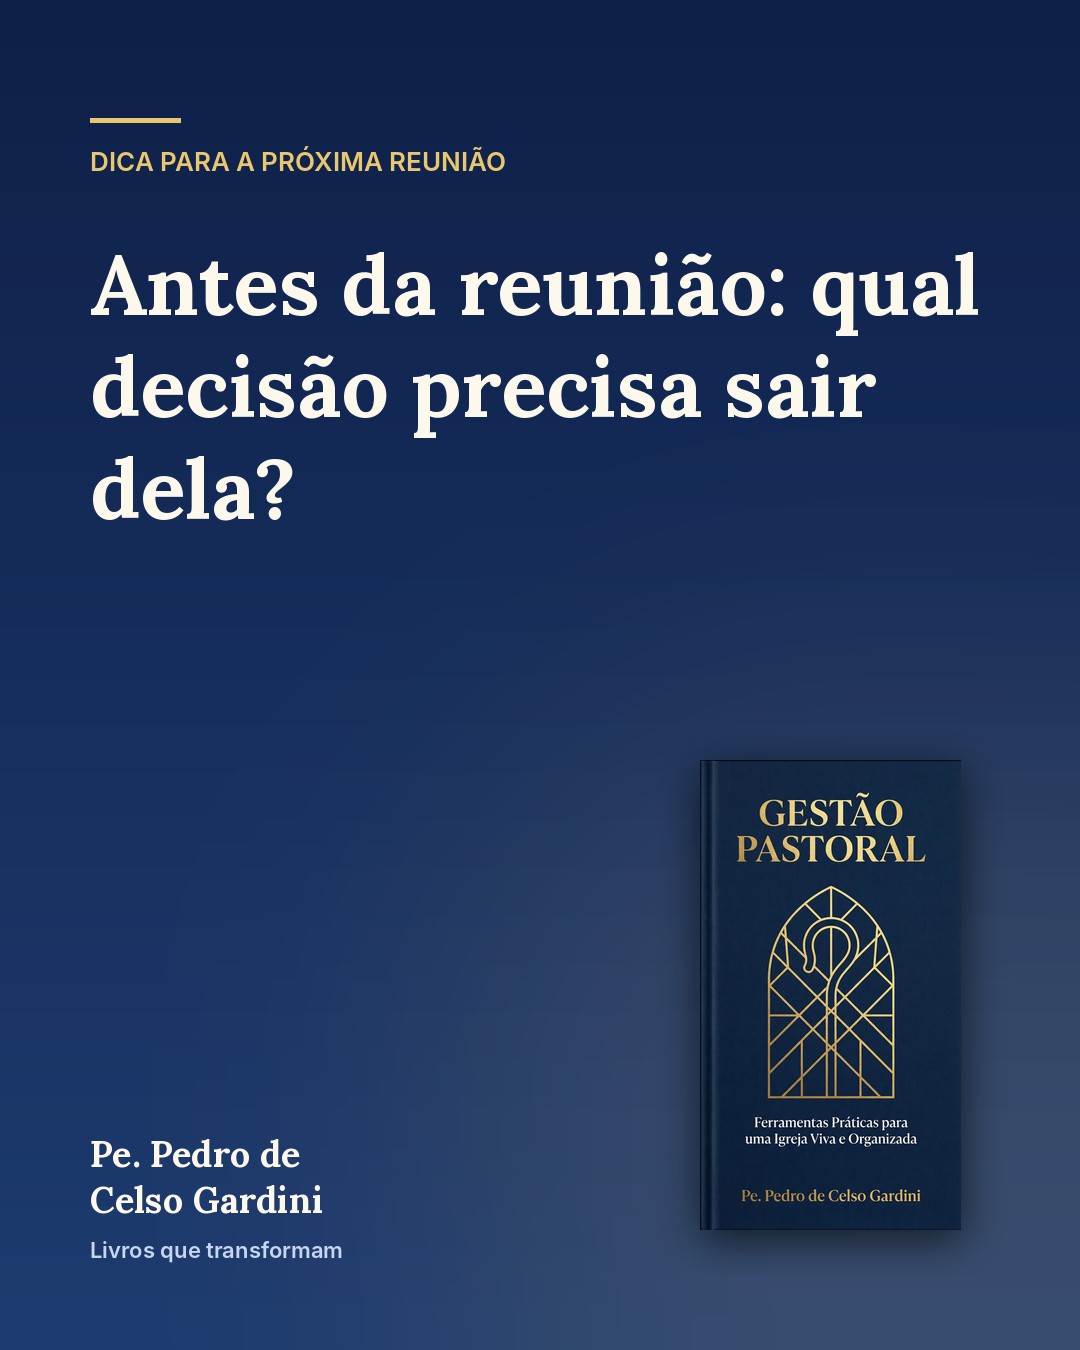 DICA PARA A PRÓXIMA REUNIÃO
Antes da reunião: qual
decisão precisa sair
dela?
GESTÃO
PASTORAL
Ferramentas Práticas para
uma Igreja Viva e Organizada
Pe. Pedro de Celso Gardini
Pe. Pedro de
Celso Gardini
Livros que transformam